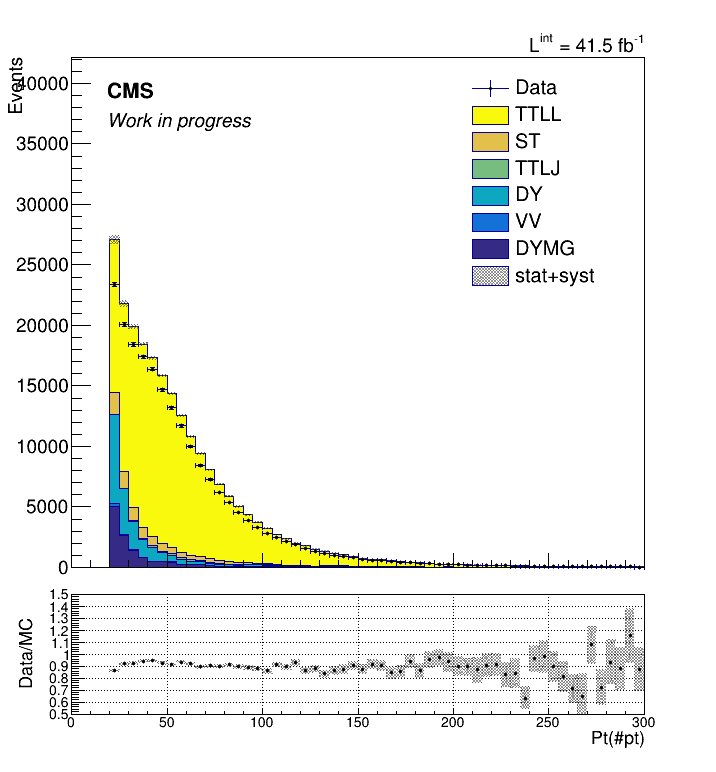 L^int = 41.5 fb^-1
Events
40000
35000
30000
25000
20000
15000
10000
5000
0
CMS
Work in progress
Data
TTLL
ST
TTLJ
DY
VV
DYMG
stat+syst
Data/MC
1.5
1.4
1.3
1.2
1.1
1
0.9
0.8
0.7
0.6
0.5
0 50 100 150 200 250 300
Pt(#pt)